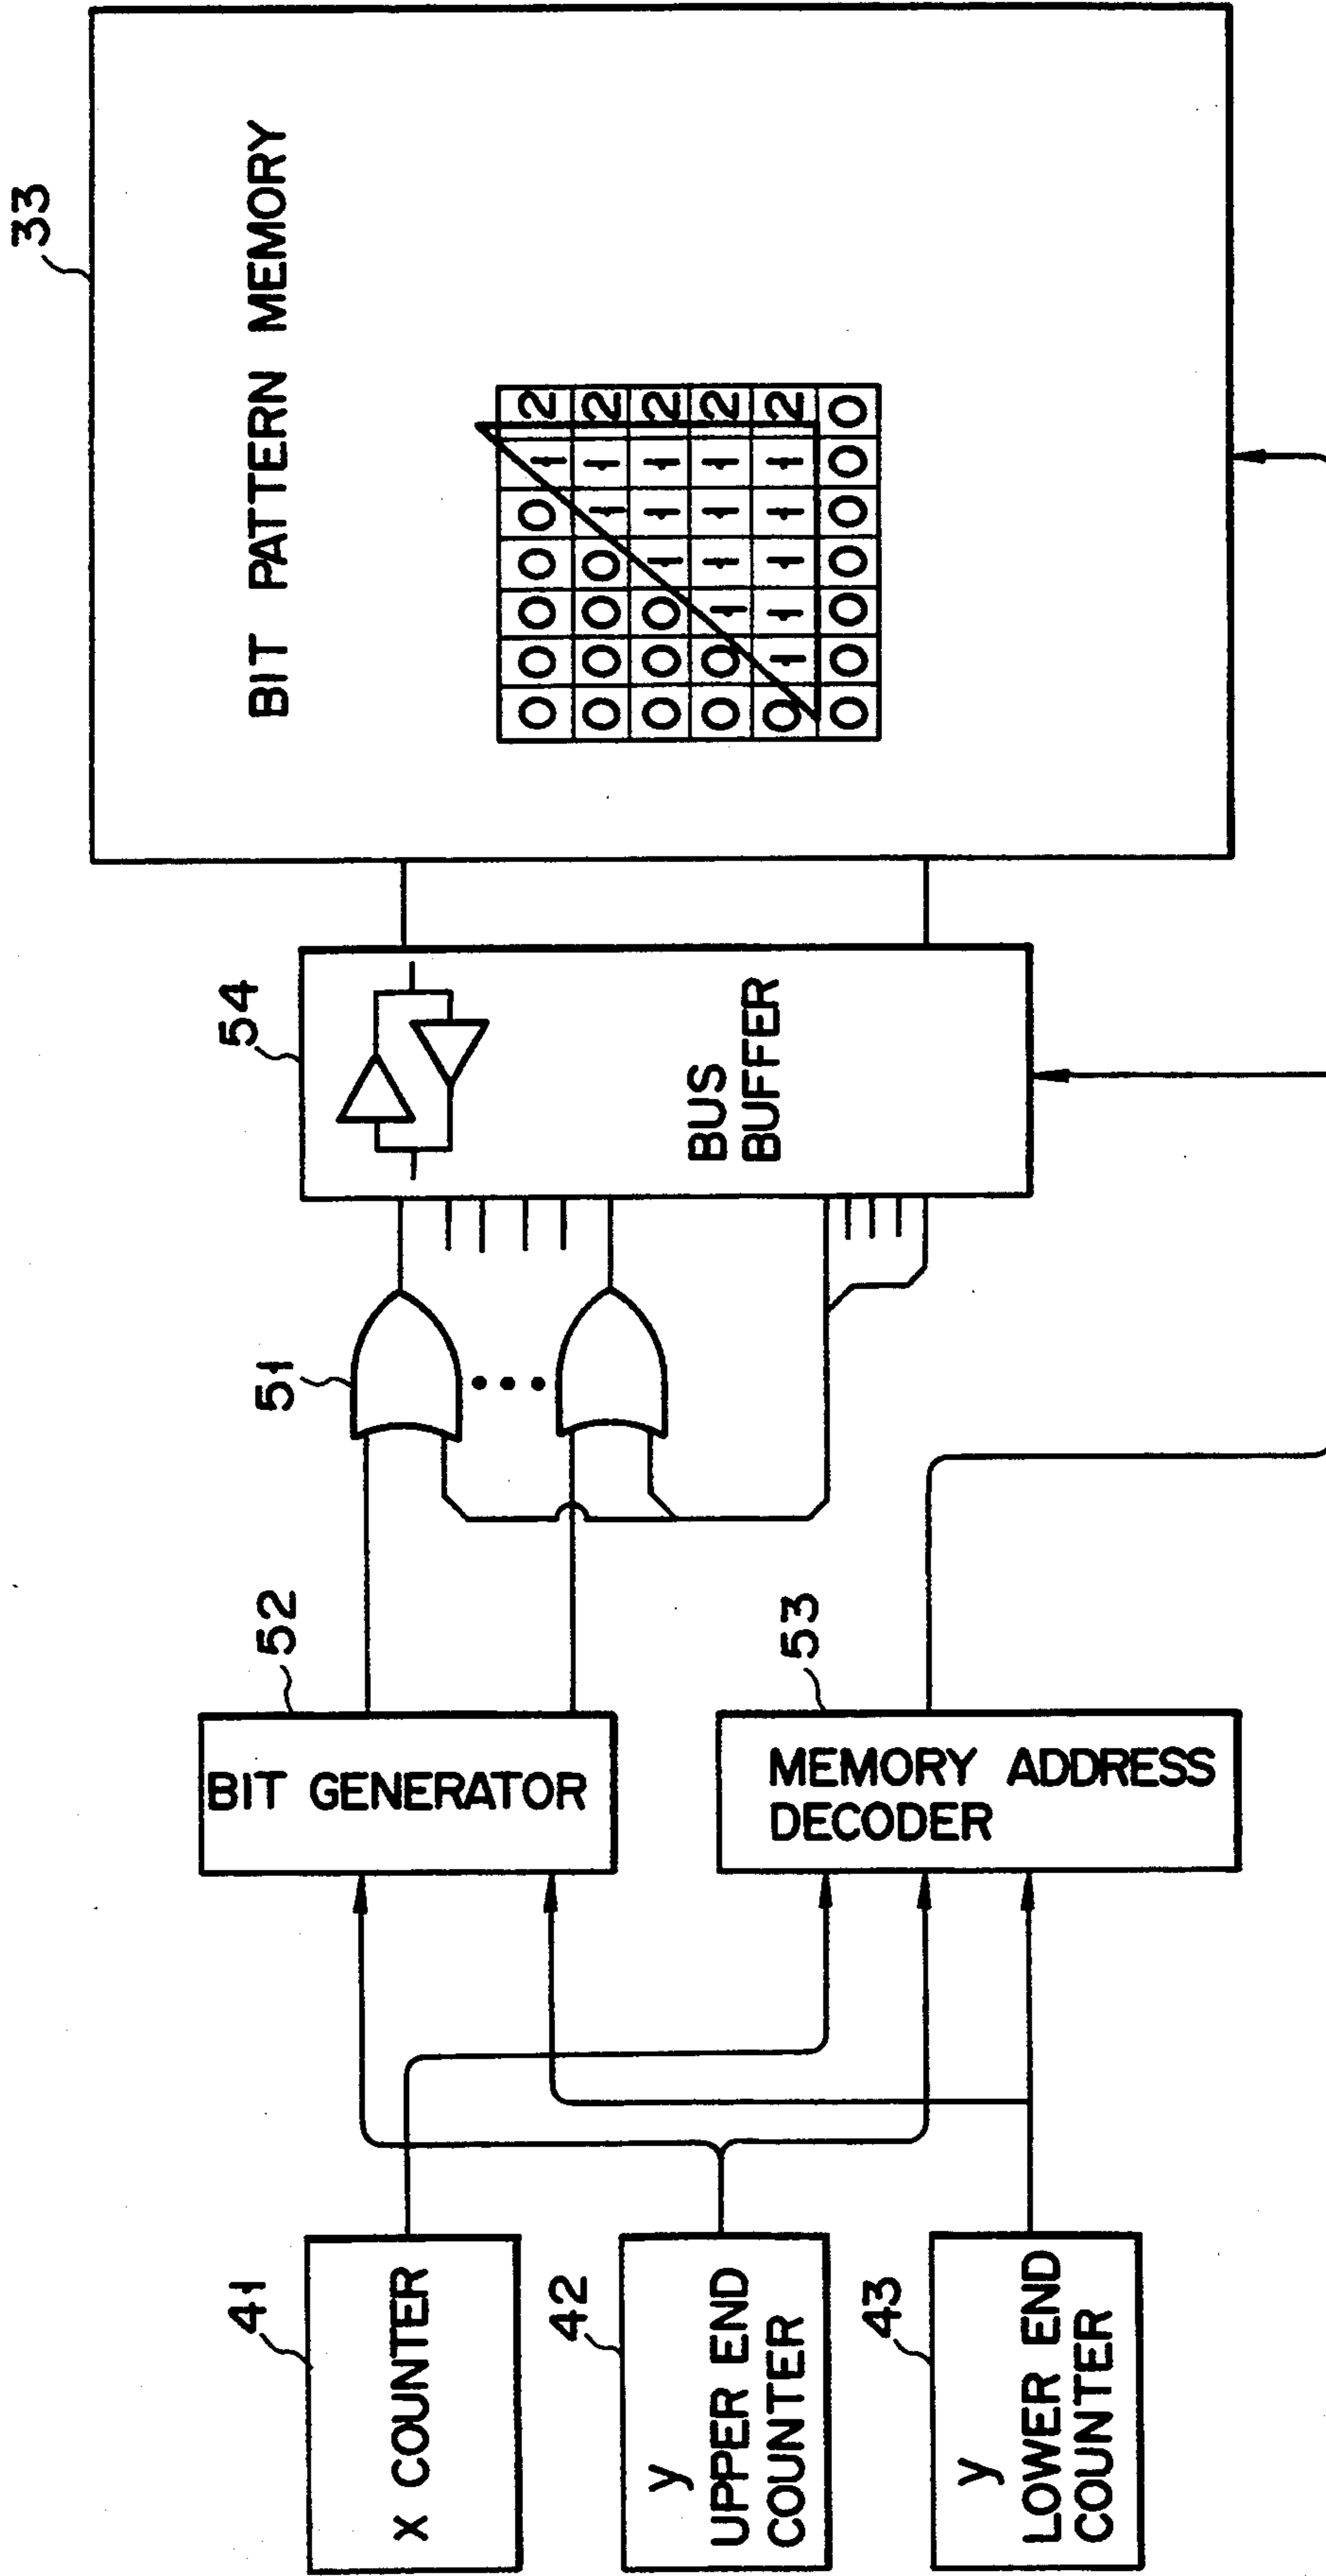 41
X COUNTER
42
y
UPPER END
COUNTER
43
y
LOWER END
COUNTER
52
BIT GENERATOR
53
MEMORY ADDRESS
DECODER
51
54
BUS
BUFFER
33
BIT PATTERN MEMORY
0 0 0 0 0 1 2
0 0 0 0 1 1 2
0 0 0 1 1 1 2
0 0 1 1 1 1 2
0 1 1 1 1 1 2
0 0 0 0 0 0 0